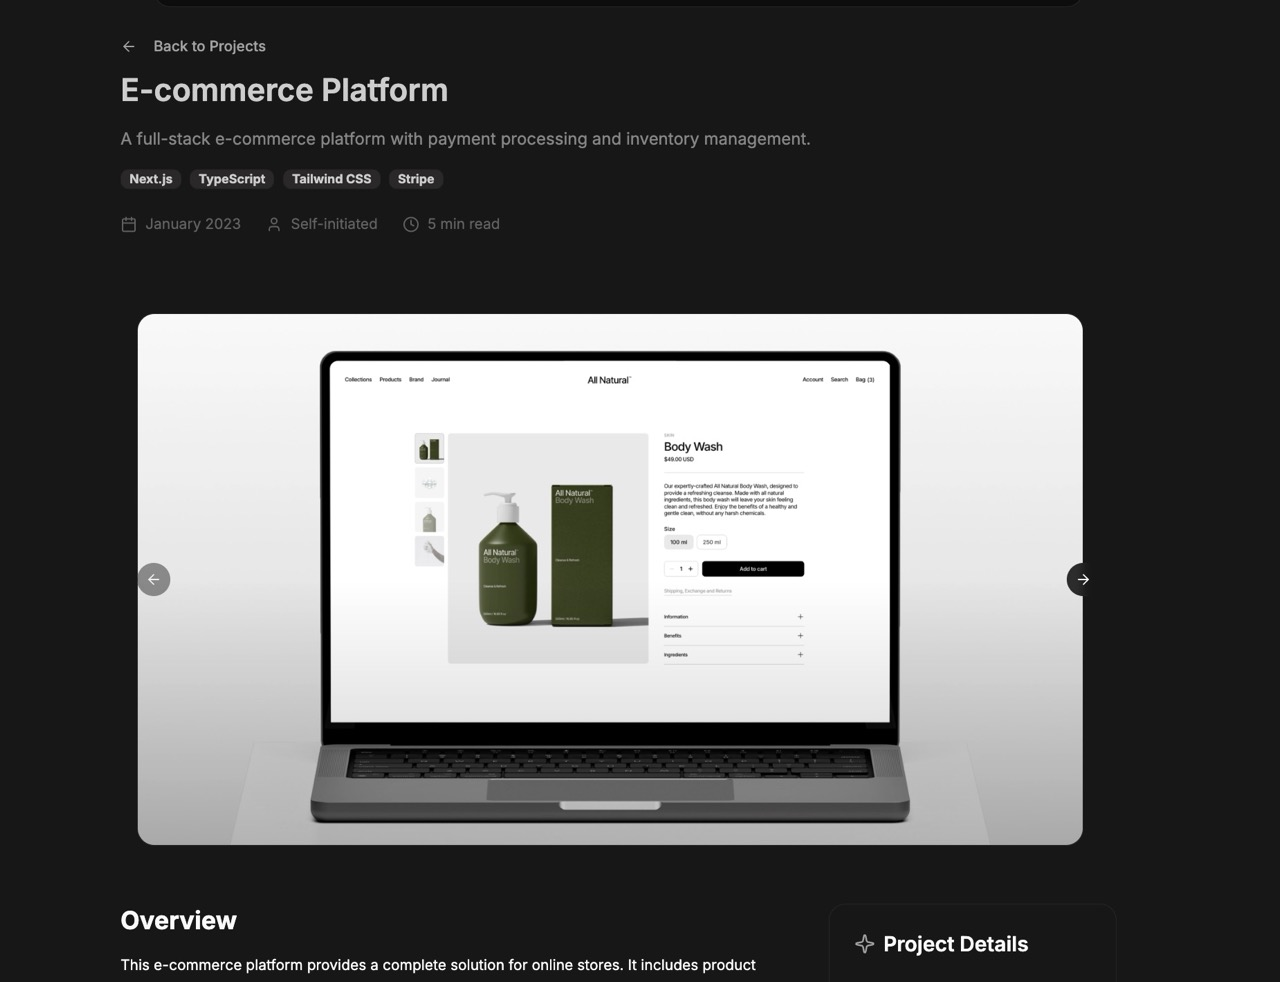 Back to Projects
E-commerce Platform
A full-stack e-commerce platform with payment processing and inventory management.
Next.js TypeScript Tailwind CSS Stripe
January 2023 Self-initiated 5 min read
Collections Products Brand Journal
All Natural
Account Search Bag (3)
SKIN
Body Wash
$49.00 USD
Our expertly-crafted All Natural Body Wash, designed to
provide a refreshing cleanse. Made with all natural
ingredients, this body wash will leave your skin feeling
clean and refreshed. Enjoy the benefits of a healthy and
gentle clean, without any harsh chemicals.
Size
100 ml 250 ml
1 Add to cart
Shipping, Exchange and Returns
Information
Benefits
Ingredients
All Natural
Body Wash
All Natural
Body Wash
Overview
This e-commerce platform provides a complete solution for online stores. It includes product
Project Details